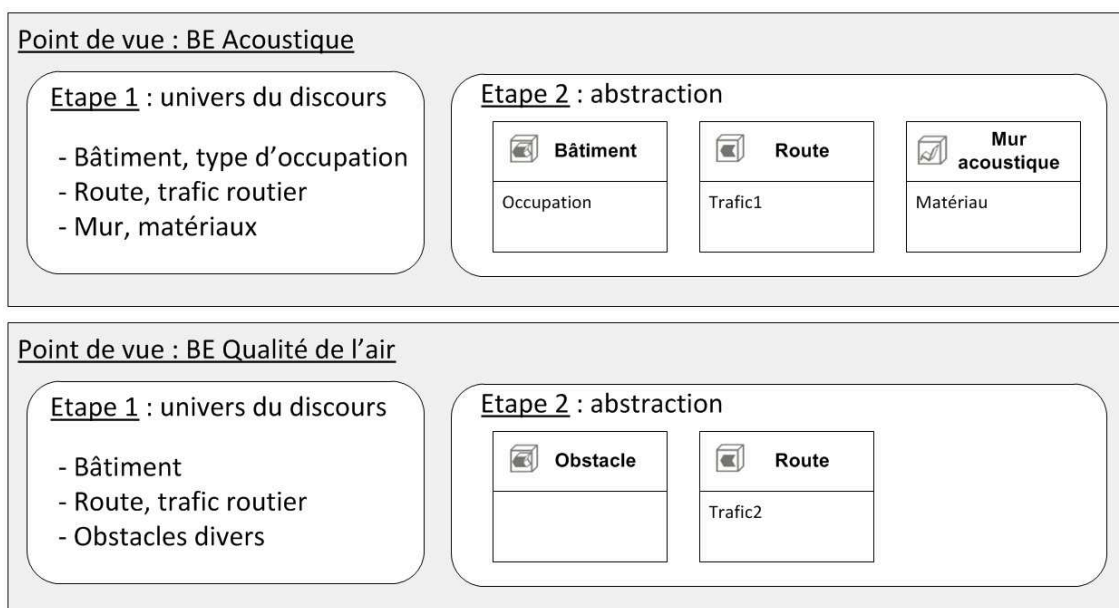 Point de vue : BE Acoustique
Etape 1 : univers du discours
- Bâtiment, type d’occupation
- Route, trafic routier
- Mur, matériaux
Etape 2 : abstraction
Bâtiment
Occupation
Route
Trafic1
Mur
acoustique
Matériau
Point de vue : BE Qualité de l’air
Etape 1 : univers du discours
- Bâtiment
- Route, trafic routier
- Obstacles divers
Etape 2 : abstraction
Obstacle
Route
Trafic2